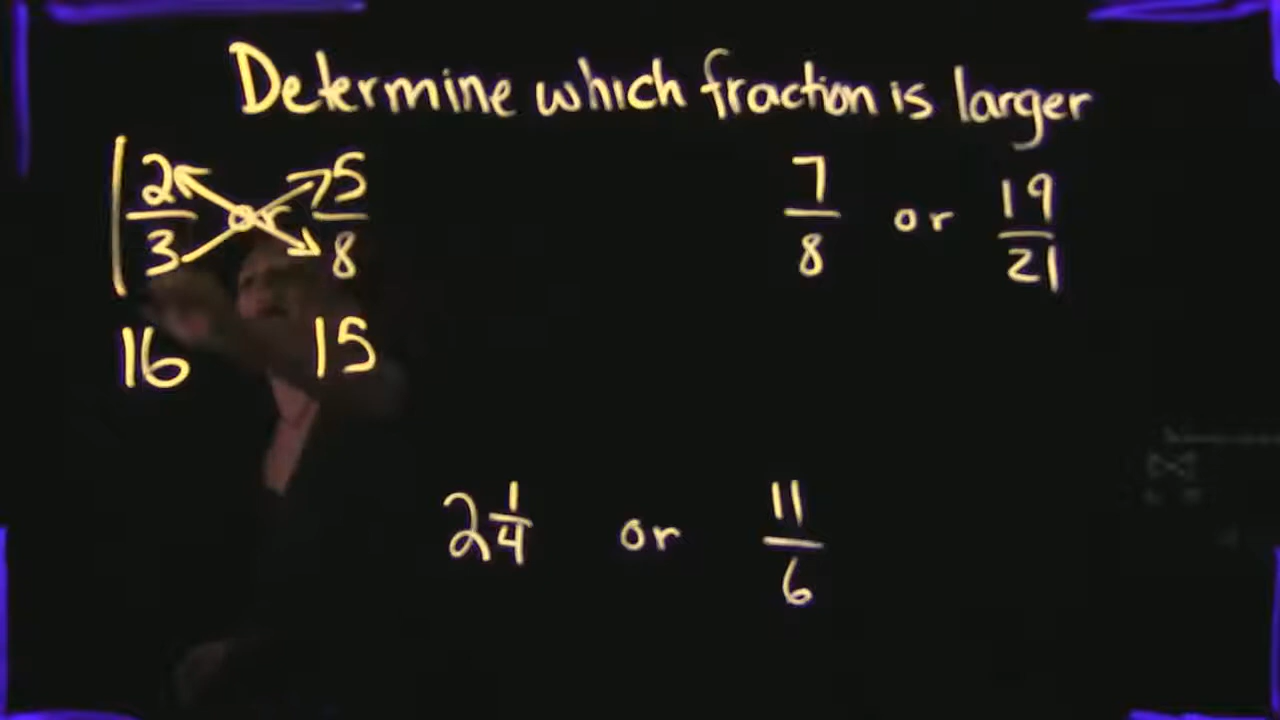 Determine which fraction is larger
2/3 or 5/8
16 15
7/8 or 19/21
2 1/4 or 11/6